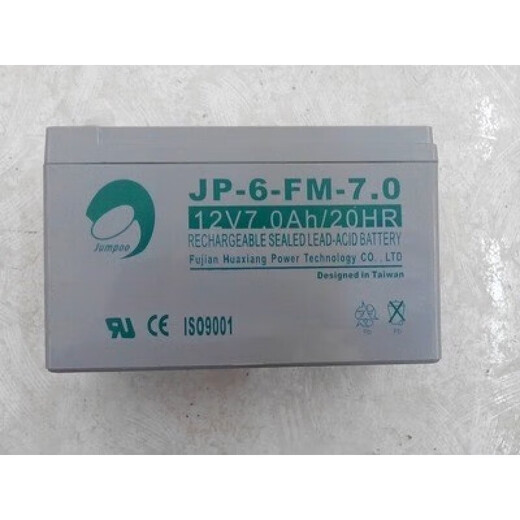 JP-6-FM-7.0
12V7.0Ah/20HR
RECHARGEABLE SEALED LEAD-ACID BATTERY
Fujian Huaxiang Power Technology CO.,LTD
Designed in Taiwan
Jumpoo
CE ISO9001
Pb